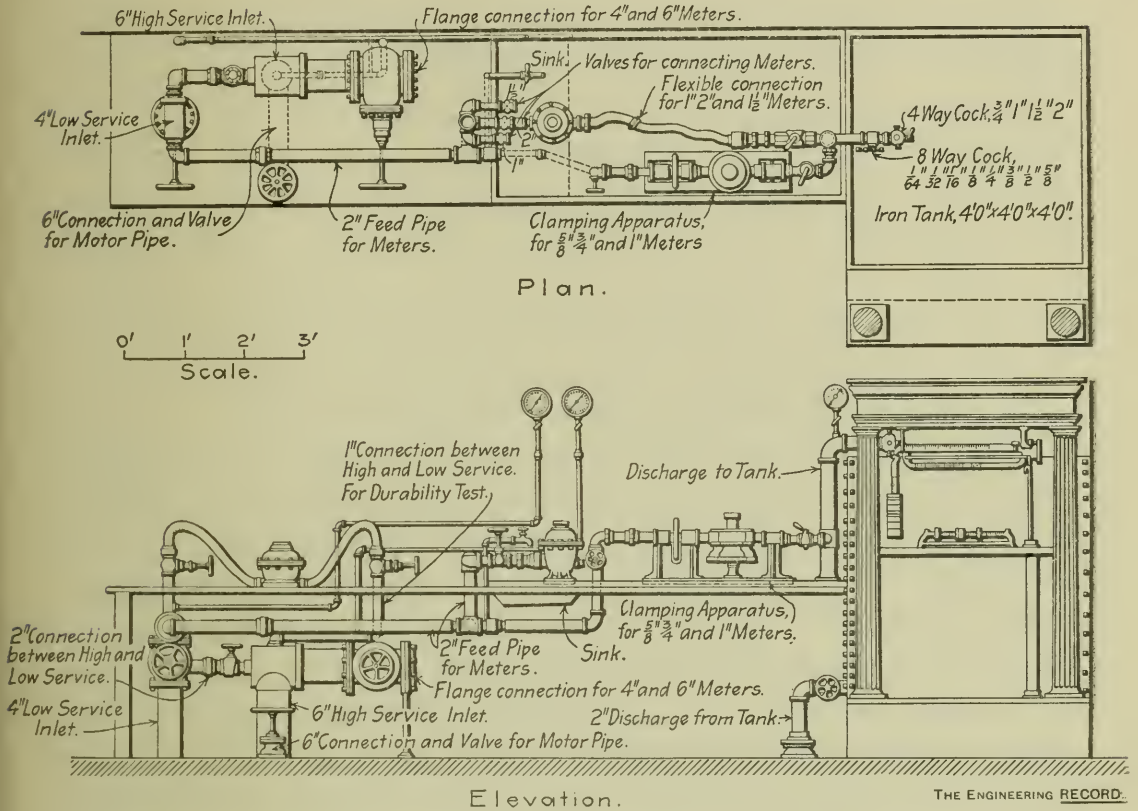 6"High Service Inlet.
Flange connection for 4" and 6" Meters.
Sink.
Valves for connecting Meters.
Flexible connection
for 1" 2" and 1½" Meters.
4"Low Service
Inlet.
1½"
2"
1"
4 Way Cock, ¾" 1" 1½" 2"
8 Way Cock,
1/64" 1/32" 1/16" 1/8" 1/4" 3/8" 1/2" 5/8"
Iron Tank, 4'0"x4'0"x4'0".
6"Connection and Valve
for Motor Pipe.
2" Feed Pipe
for Meters.
Clamping Apparatus,
for ⅝" ¾" and 1" Meters
Plan.
0' 1' 2' 3'
Scale.
1"Connection between
High and Low Service.
For Durability Test.
Discharge to Tank.
2"Connection
between High and
Low Service.
4"Low Service
Inlet.
2" Feed Pipe
for Meters.
Sink.
Clamping Apparatus,
for ⅝" ¾" and 1" Meters.
Flange connection for 4" and 6" Meters.
6" High Service Inlet.
2"Discharge from Tank.
6"Connection and Valve for Motor Pipe.
Elevation.
THE ENGINEERING RECORD.